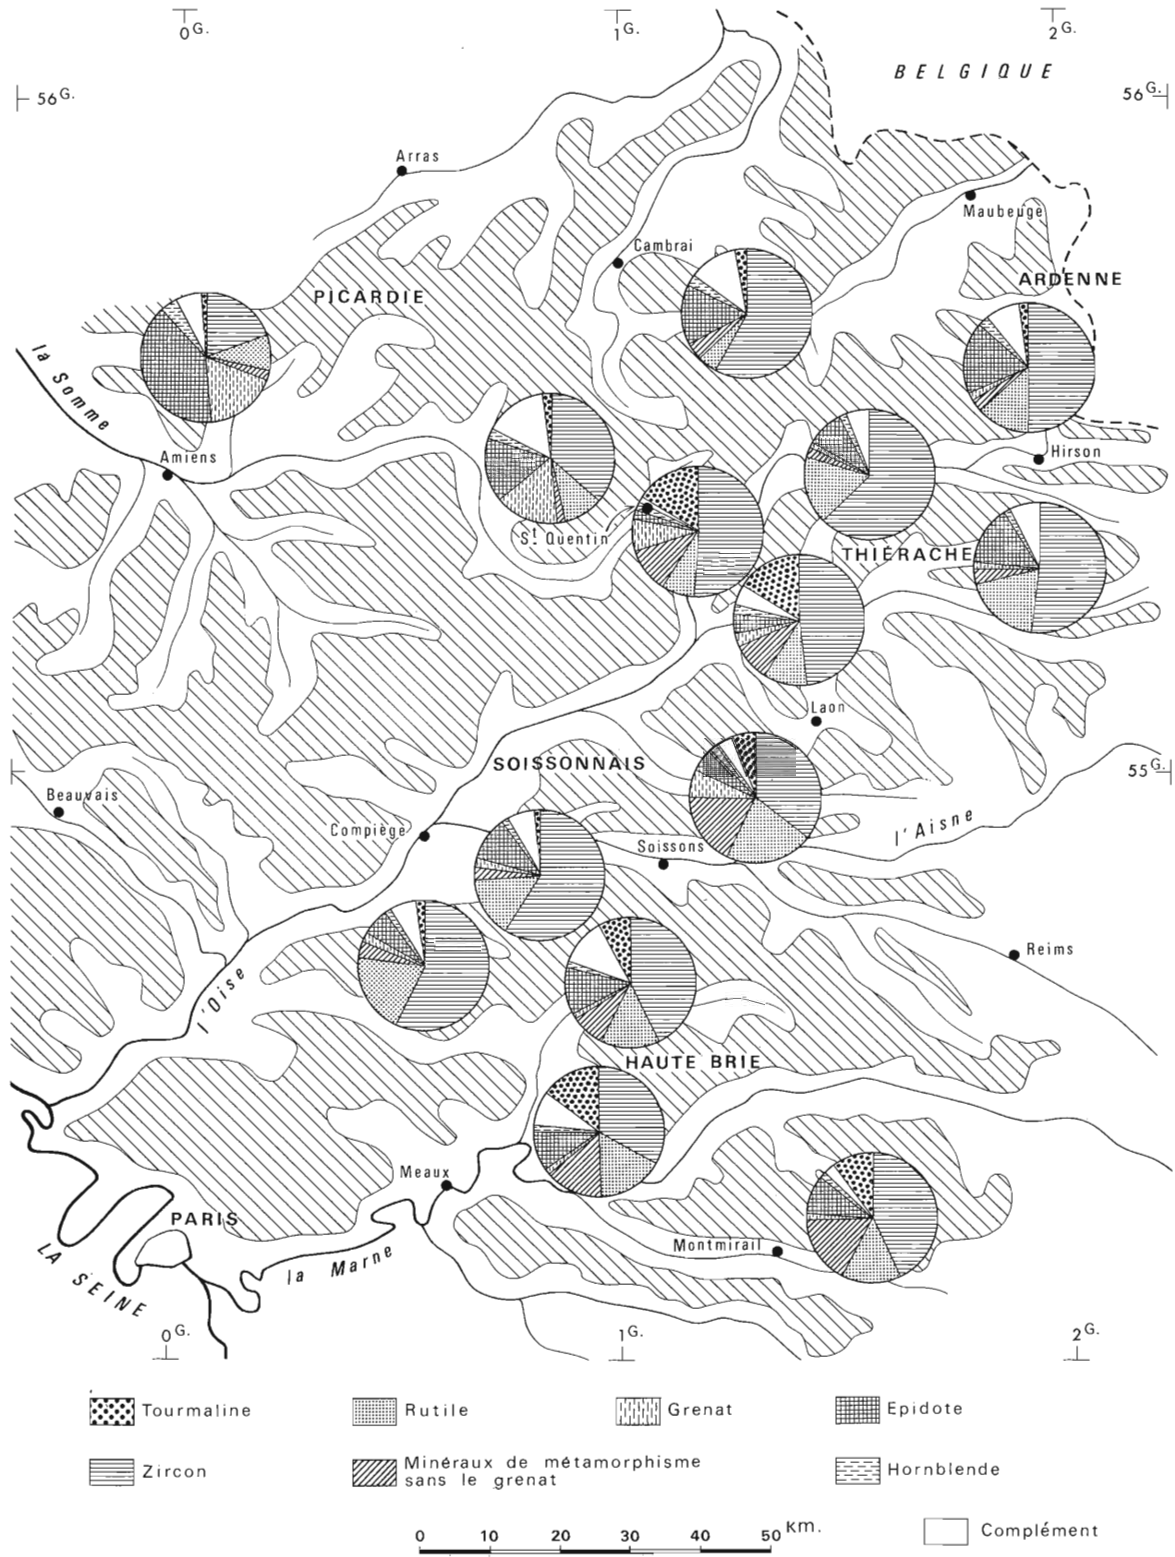 0G.
1G.
2G.
BELGIQUE
56G.
56G.
Arras
Maubeuge
Cambrai
ARDENNE
PICARDIE
la Somme
Amiens
Hirson
St Quentin
THIÉRACHE
Laon
SOISSONNAIS
55G.
Beauvais
Compiège
Soissons
l'Aisne
Reims
l'Oise
HAUTE BRIE
Meaux
PARIS
Montmirail
LA SEINE
la Marne
0G.
1G.
2G.
Tourmaline
Rutile
Grenat
Epidote
Zircon
Minéraux de métamorphisme
sans le grenat
Hornblende
0 10 20 30 40 50 Km.
Complément